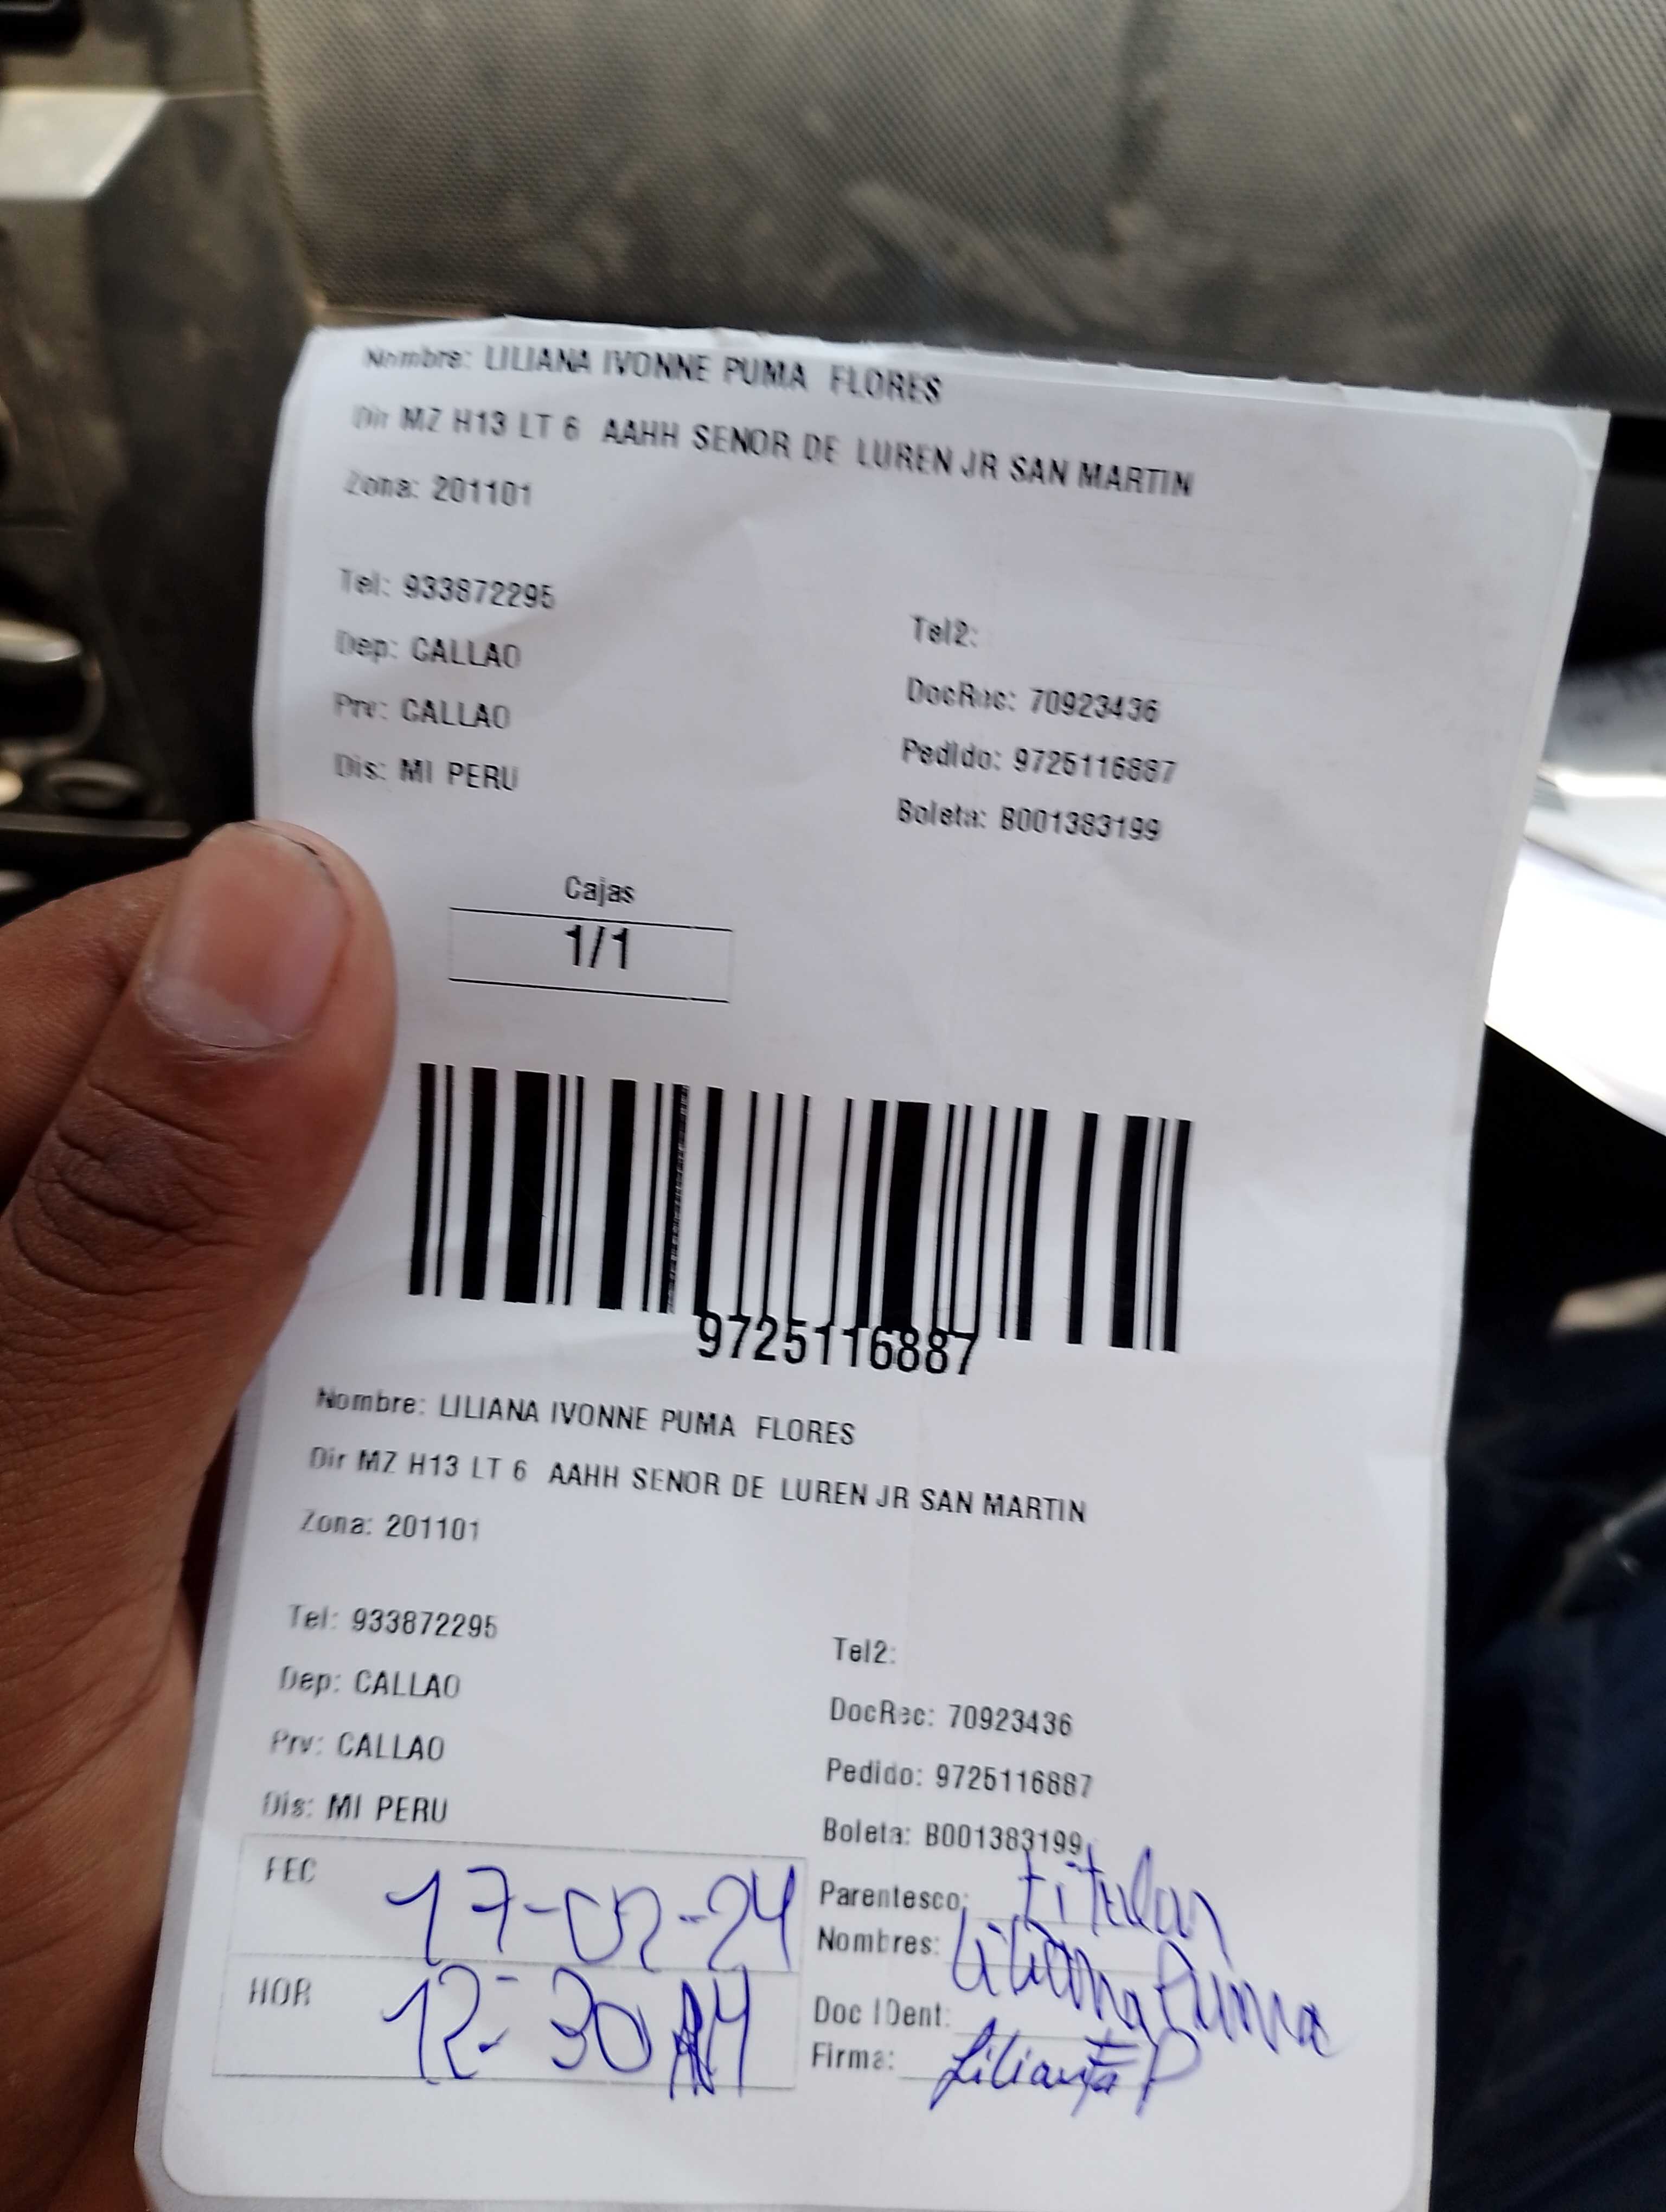 Nombre: LILIANA IVONNE PUMA FLORES
Dir MZ H13 LT 6 AAHH SENOR DE LUREN JR SAN MARTIN
Zona: 201101
Tel: 933872295
Tel2:
Dep: CALLAO
DocRec: 70923436
Prv: CALLAO
Pedido: 9725116887
Dis: MI PERU
Boleta: B001383199
Cajas
1/1
9725116887
Nombre: LILIANA IVONNE PUMA FLORES
Dir MZ H13 LT 6 AAHH SENOR DE LUREN JR SAN MARTIN
Zona: 201101
Tel: 933872295
Tel2:
Dep: CALLAO
DocRec: 70923436
Prv: CALLAO
Pedido: 9725116887
Dis: MI PERU
Boleta: B001383199
FEC 17-02-24
Parentesco: titular
Nombres: Liliana Puma
HOR 12:30
Doc IDent:
Firma: